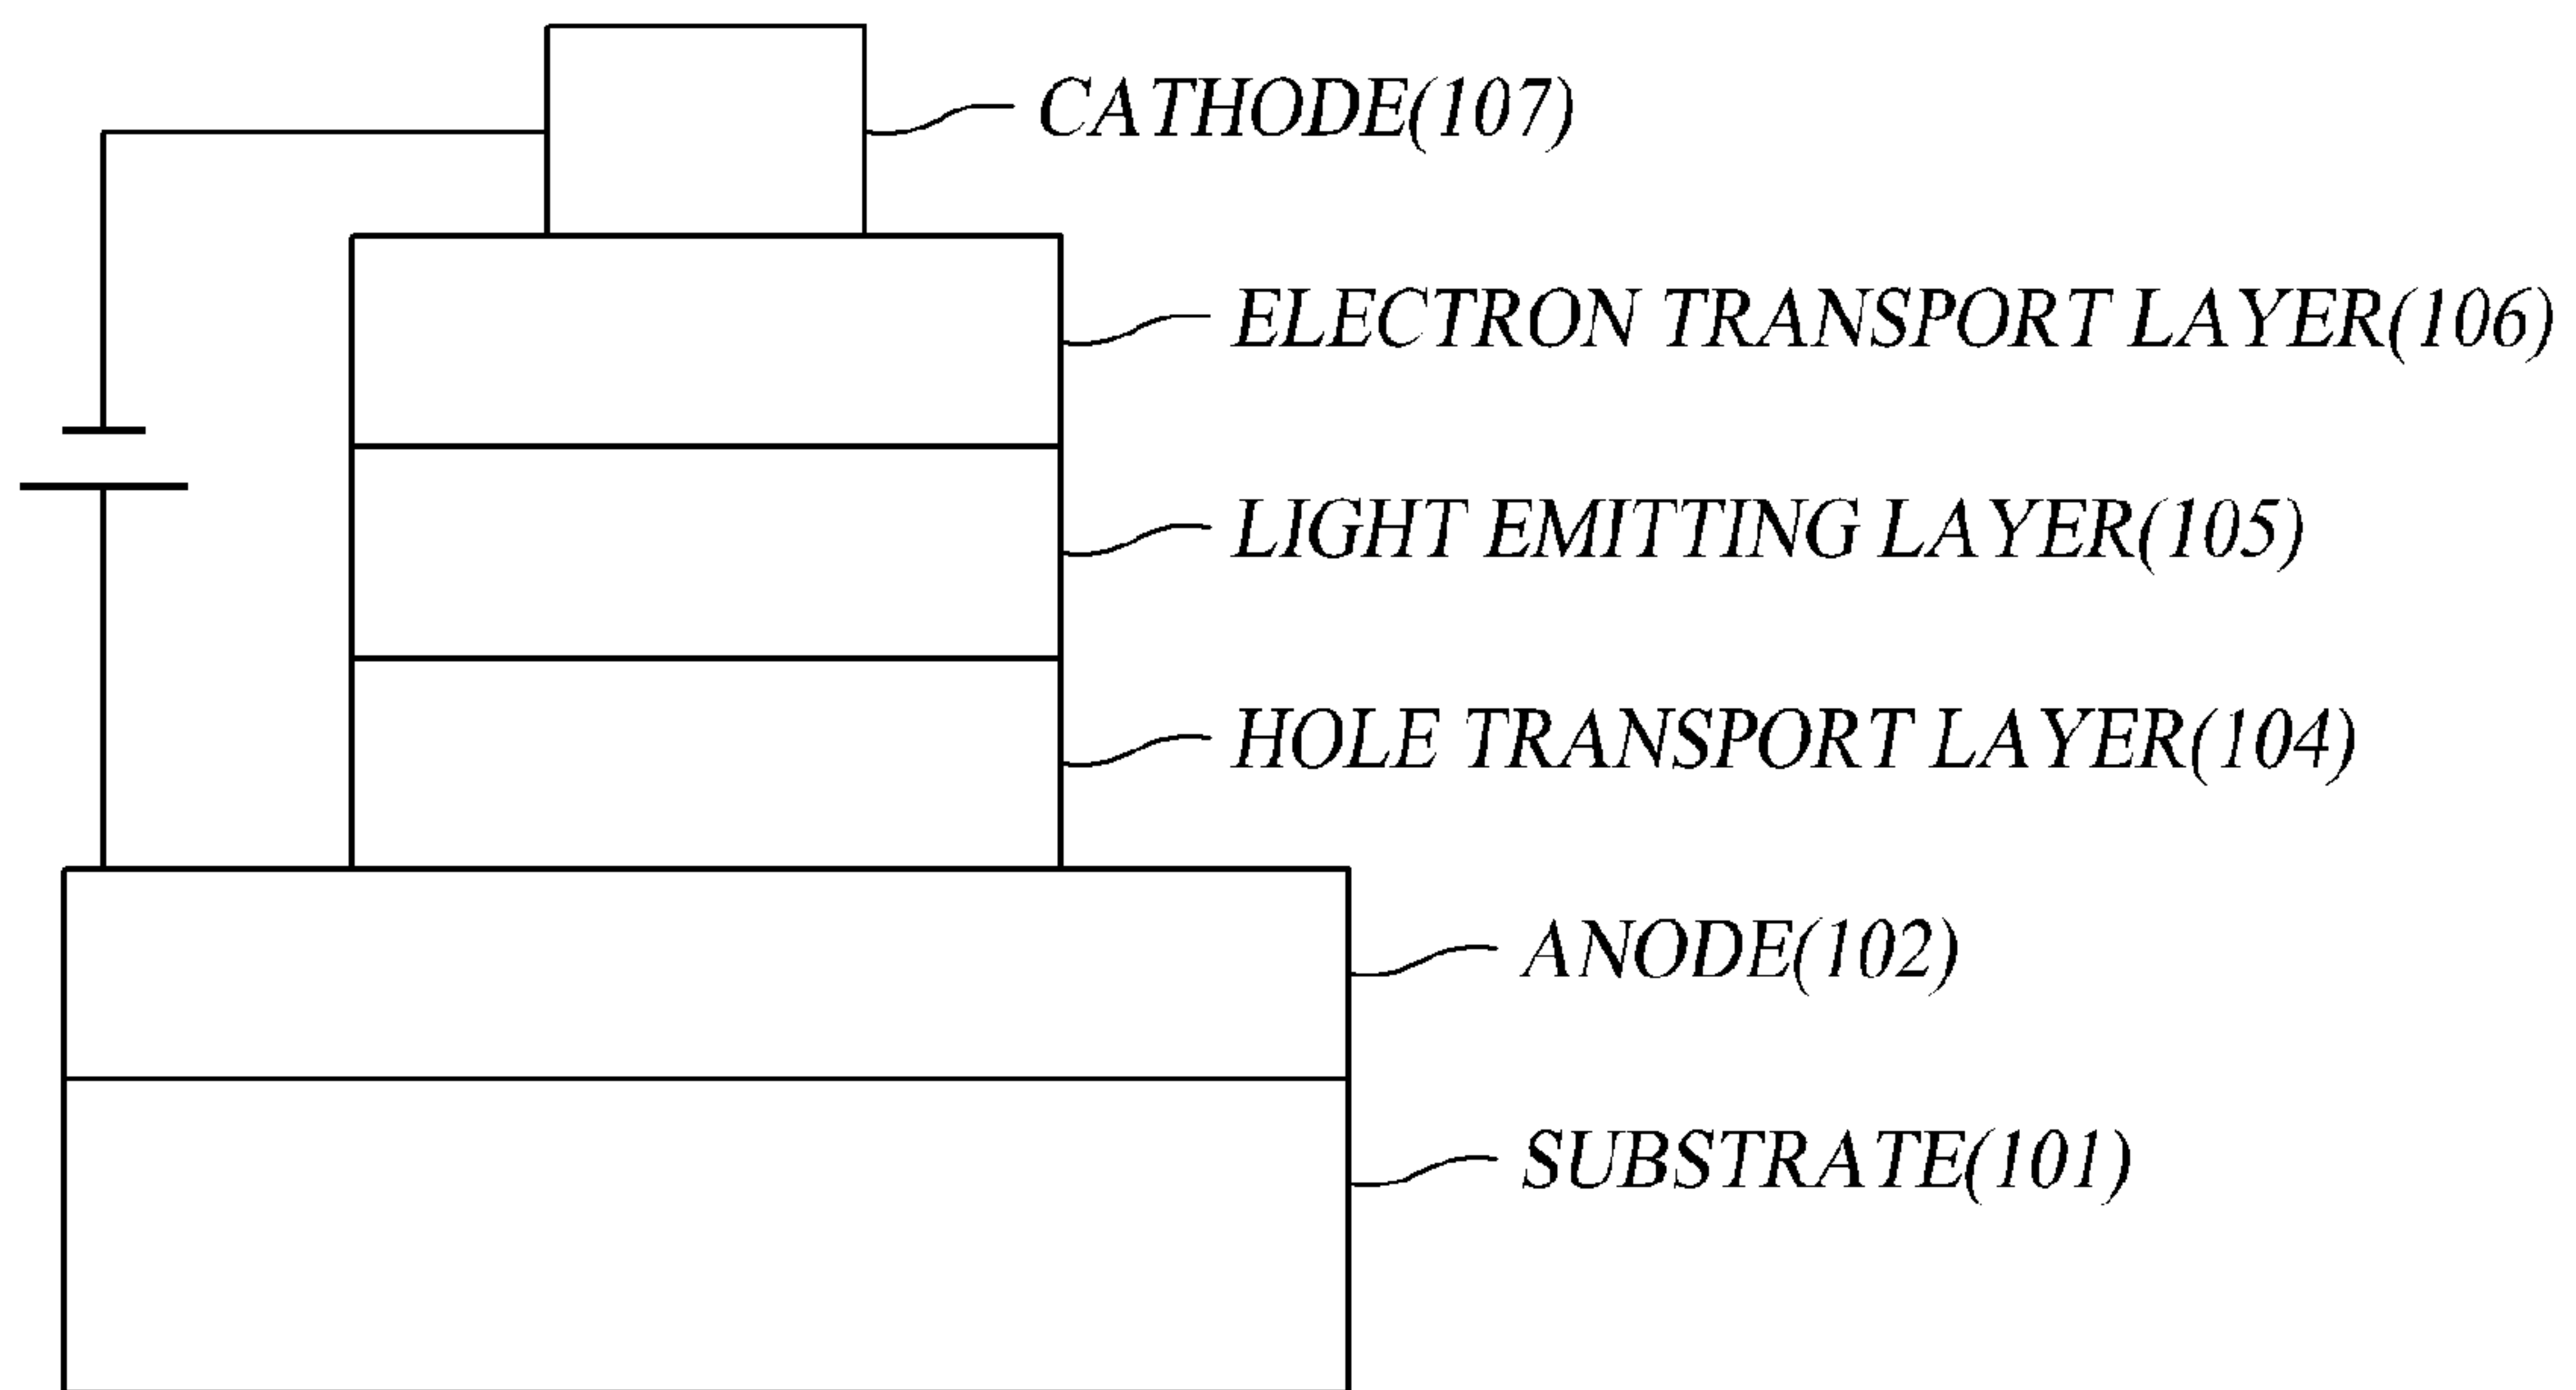 CATHODE(107)
ELECTRON TRANSPORT LAYER(106)
LIGHT EMITTING LAYER(105)
HOLE TRANSPORT LAYER(104)
ANODE(102)
SUBSTRATE(101)